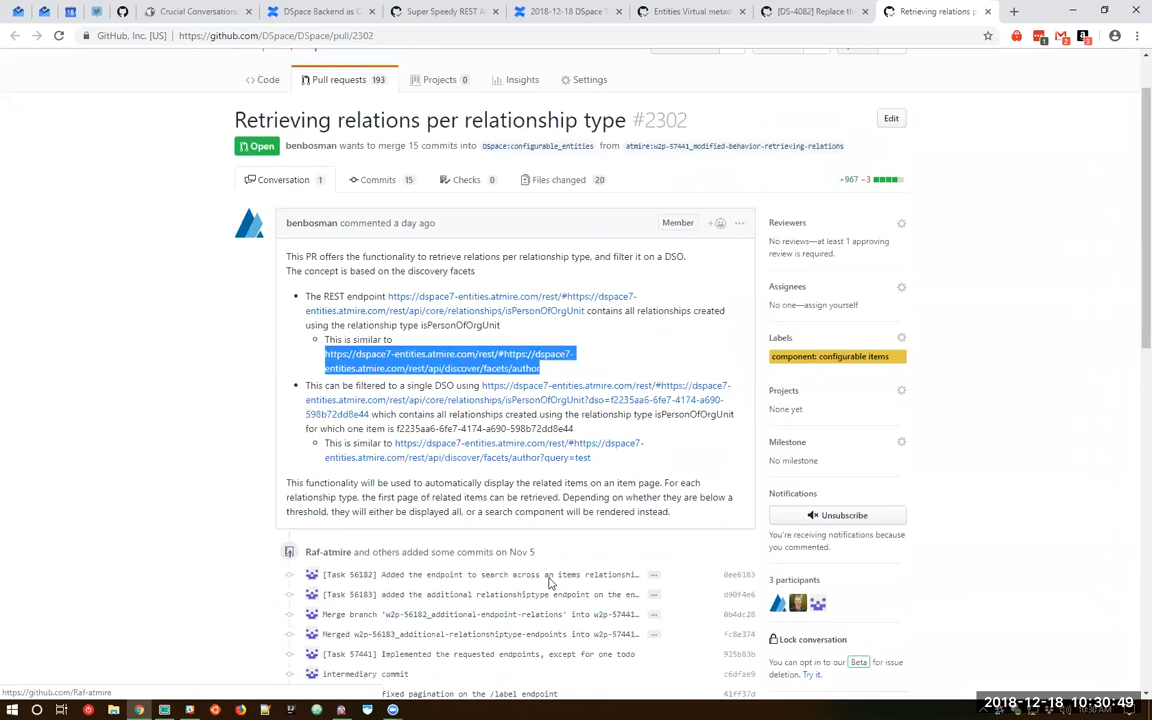 Crucial Conversations
DSpace Backend as C
Super Speedy REST A
2018-12-18 DSpace 7
Entities Virtual metad
[DS-4082] Replace th
Retrieving relations p
GitHub, Inc. [US] | https://github.com/DSpace/DSpace/pull/2302
Code
Pull requests 193
Projects 0
Insights
Settings
Retrieving relations per relationship type #2302
Edit
Open
benbosman wants to merge 15 commits into DSpace:configurable_entities from atmire:w2p-57441_modified-behavior-retrieving-relations
Conversation 1
Commits 15
Checks 0
Files changed 20
+967 −3
benbosman commented a day ago
Member
This PR offers the functionality to retrieve relations per relationship type, and filter it on a DSO.
The concept is based on the discovery facets
The REST endpoint https://dspace7-entities.atmire.com/rest/#https://dspace7-
entities.atmire.com/rest/api/core/relationships/isPersonOfOrgUnit contains all relationships created
using the relationship type isPersonOfOrgUnit
This is similar to
https://dspace7-entities.atmire.com/rest/#https://dspace7-
entities.atmire.com/rest/api/discover/facets/author
This can be filtered to a single DSO using https://dspace7-entities.atmire.com/rest/#https://dspace7-
entities.atmire.com/rest/api/core/relationships/isPersonOfOrgUnit?dso=f2235aa6-6fe7-4174-a690-
598b72dd8e44 which contains all relationships created using the relationship type isPersonOfOrgUnit
for which one item is f2235aa6-6fe7-4174-a690-598b72dd8e44
This is similar to https://dspace7-entities.atmire.com/rest/#https://dspace7-
entities.atmire.com/rest/api/discover/facets/author?query=test
This functionality will be used to automatically display the related items on an item page. For each
relationship type, the first page of related items can be retrieved. Depending on whether they are below a
threshold, they will either be displayed all, or a search component will be rendered instead.
Raf-atmire and others added some commits on Nov 5
[Task 56182] Added the endpoint to search across an items relationshi… 0ee6183
[Task 56183] added the additional relationshiptype endpoint on the en… d90f4e6
Merge branch 'w2p-56182_additional-endpoint-relations' into w2p-57441… 0b4dc28
Merged w2p-56183_additional-relationshiptype-endpoints into w2p-57441… fc8e374
[Task 57441] Implemented the requested endpoints, except for one todo 925b83b
intermediary commit c6dfae9
fixed pagination on the /label endpoint 41ff37d
Reviewers
No reviews—at least 1 approving
review is required.
Assignees
No one—assign yourself
Labels
component: configurable items
Projects
None yet
Milestone
No milestone
Notifications
Unsubscribe
You're receiving notifications because
you commented.
3 participants
Lock conversation
You can opt in to our Beta for issue
deletion. Try it.
https://github.com/Raf-atmire
2018-12-18 10:30:49